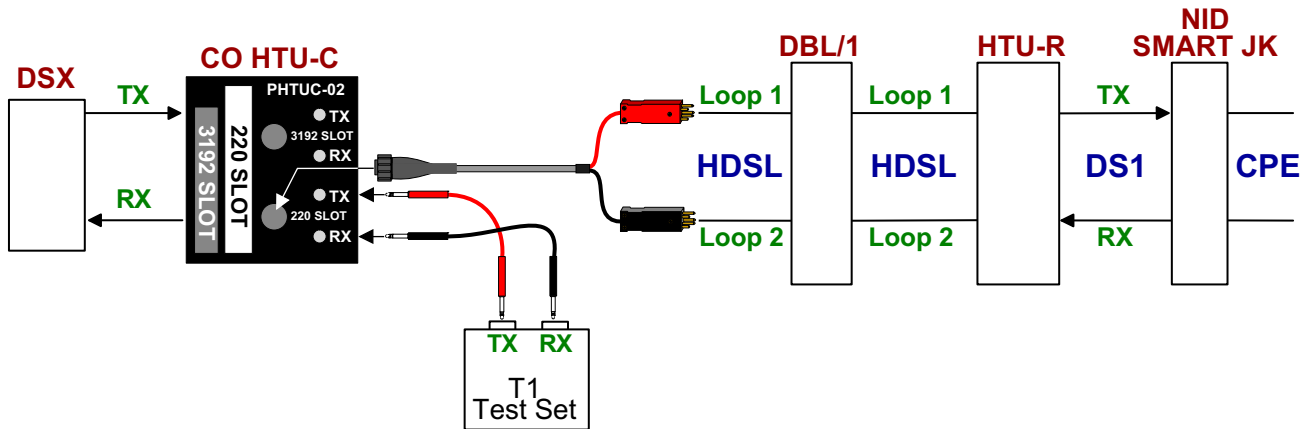 DSX
TX
RX
CO HTU-C
PHTUC-02
3192 SLOT
220 SLOT
TX
3192 SLOT
RX
TX
220 SLOT
RX
TX RX
T1
Test Set
Loop 1
HDSL
Loop 2
DBL/1
Loop 1
HDSL
Loop 2
HTU-R
TX
DS1
RX
NID
SMART JK
CPE